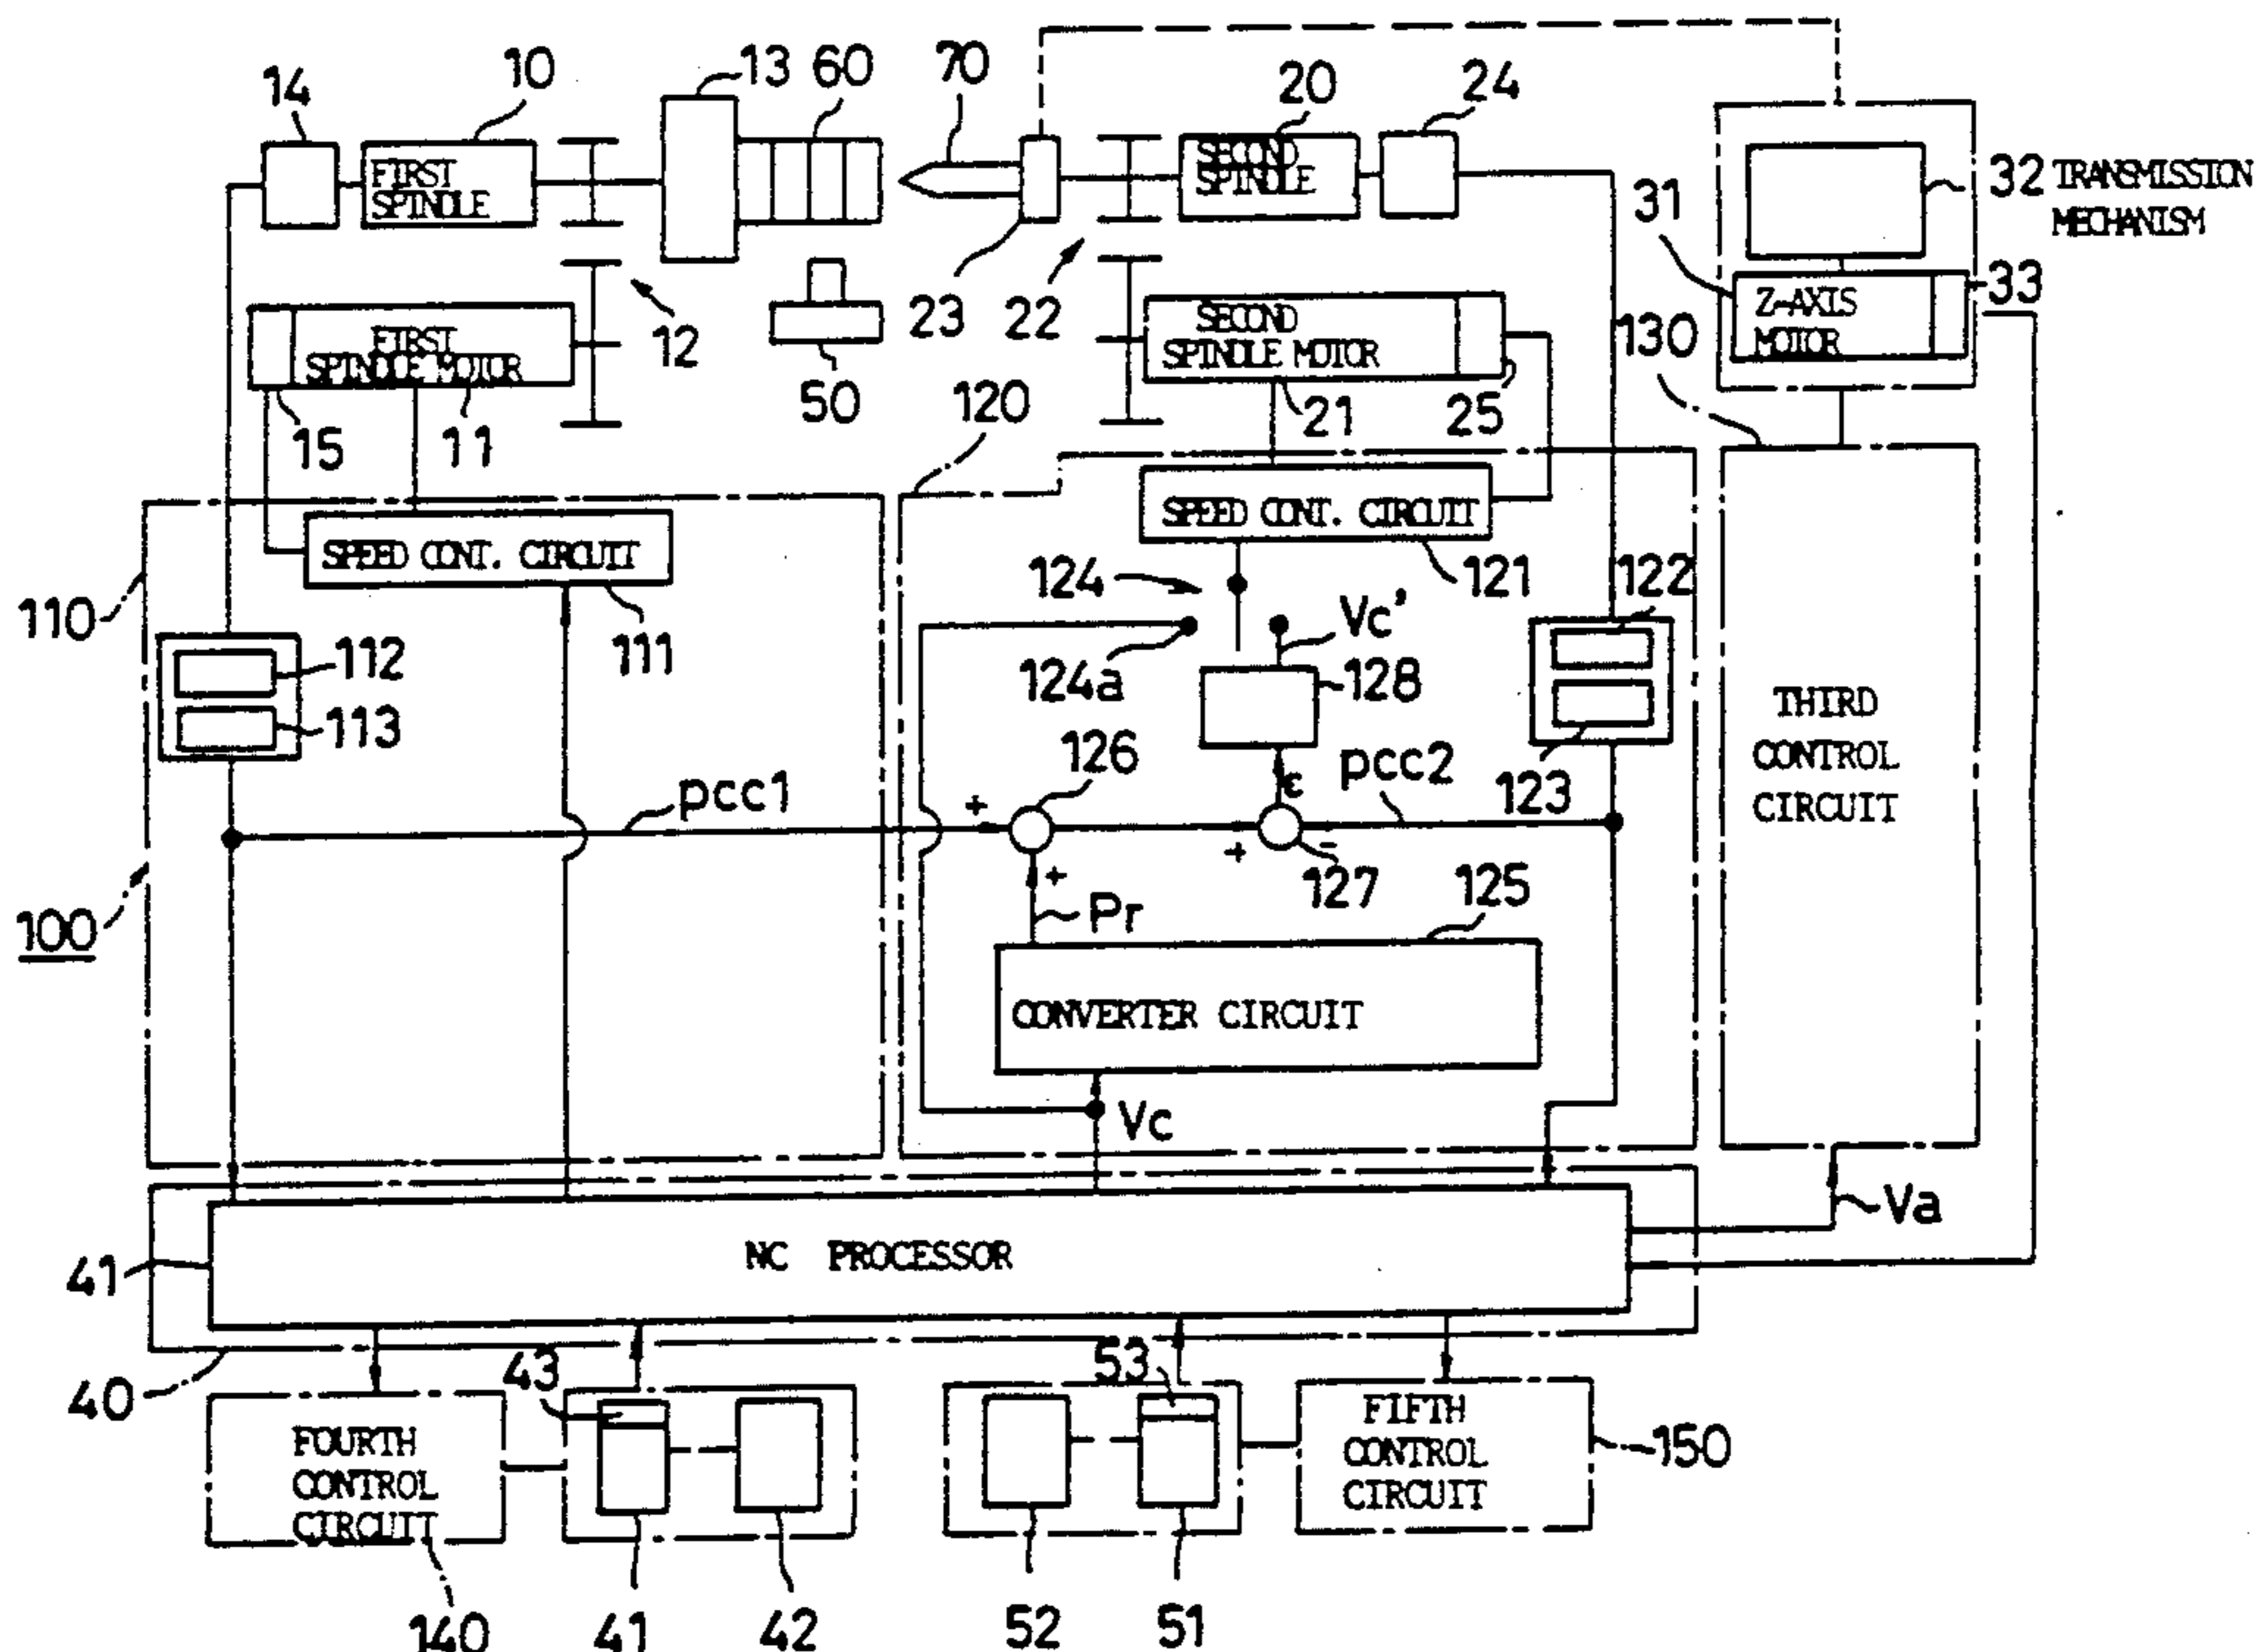 14
10
13
60
70
20
24
FIRST
SPINDLE
SECOND
SPINDLE
32 TRANSMISSION
MECHANISM
31
33
Z-AXIS
MOTOR
130
12
50
23
22
FIRST
SPINDLE MOTOR
SECOND
SPINDLE MOTOR
15
11
120
21
25
SPEED CONT. CIRCUIT
SPEED CONT. CIRCUIT
110
111
124
121
122
124a
Vc'
128
112
113
126
ε
pcc2
123
pcc1
+
+
-
+
127
125
Pr
100
CONVERTER CIRCUIT
THIRD
CONTROL
CIRCUIT
Vc
Va
41
NC PROCESSOR
40
43
53
FOURTH
CONTROL
CIRCUIT
FIFTH
CONTROL
CIRCUIT
150
140
41
42
52
51